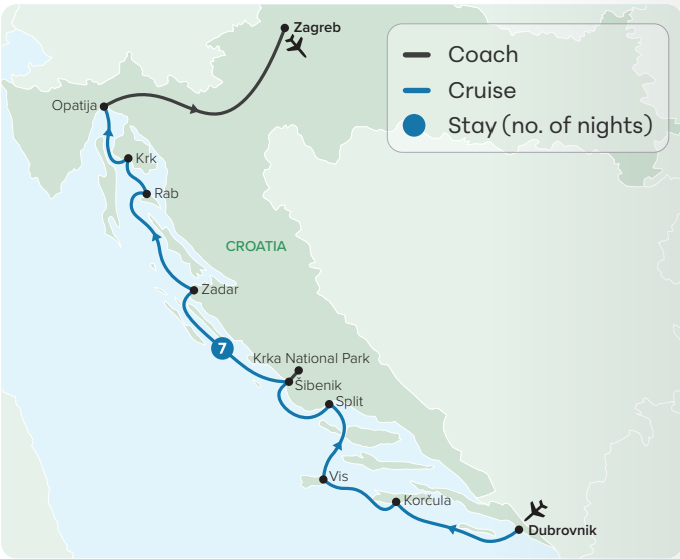 Zagreb
Coach
Cruise
Stay (no. of nights)
Opatija
Krk
Rab
CROATIA
Zadar
7
Krka National Park
Šibenik
Split
Vis
Korčula
Dubrovnik